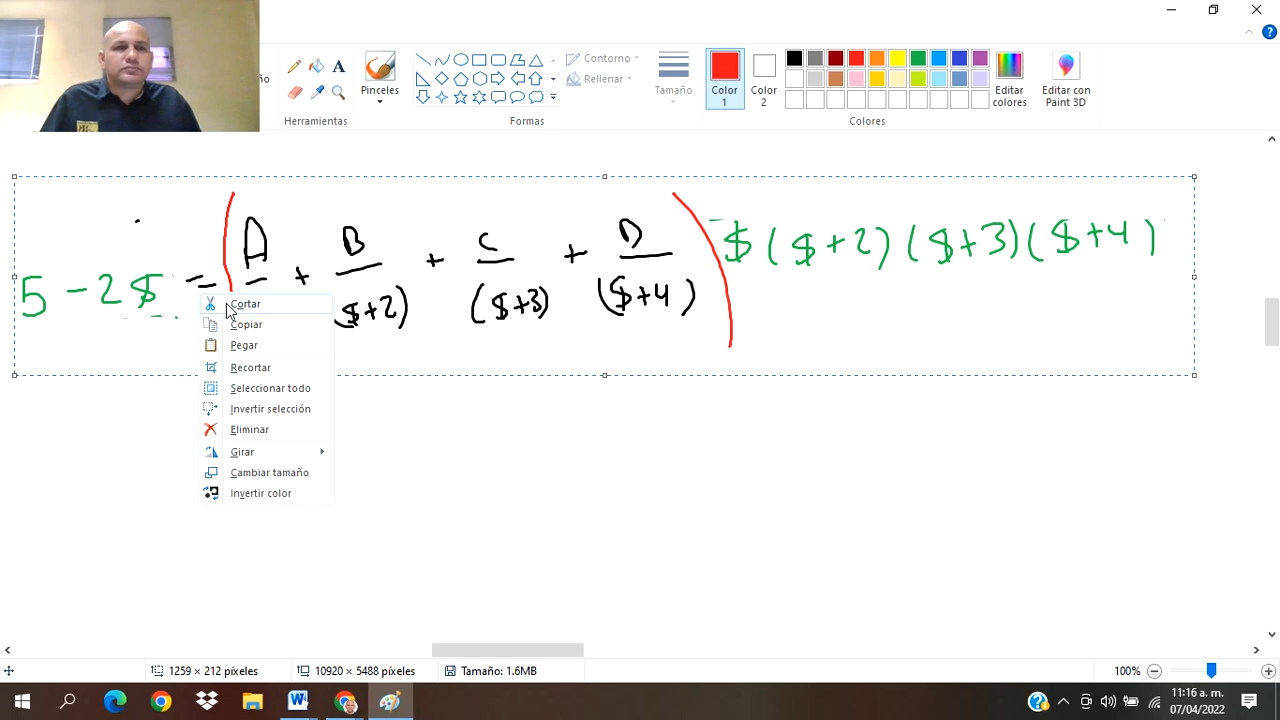 Contorno
Rellenar
Pinceles
Tamaño
Color 1
Color 2
Editar colores
Editar con Paint 3D
Herramientas
Formas
Colores
5 - 2$ = ( A + B/($+2) + C/($+3) + D/($+4) ) $($+2)($+3)($+4)
Cortar
Copiar
Pegar
Recortar
Seleccionar todo
Invertir selección
Eliminar
Girar
Cambiar tamaño
Invertir color
1259 × 212 píxeles
10920 × 5488 píxeles
Tamaño: 1.6MB
100%
11:16 a. m.
07/04/2022